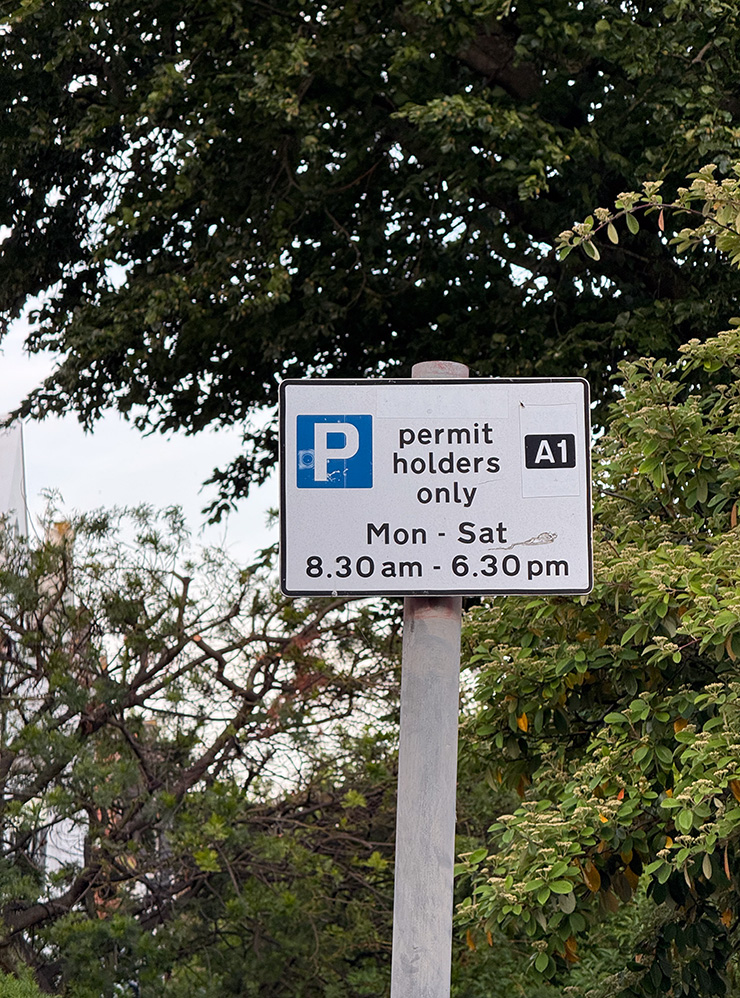 P
permit
holders
only
A1
Mon - Sat
8.30 am - 6.30 pm